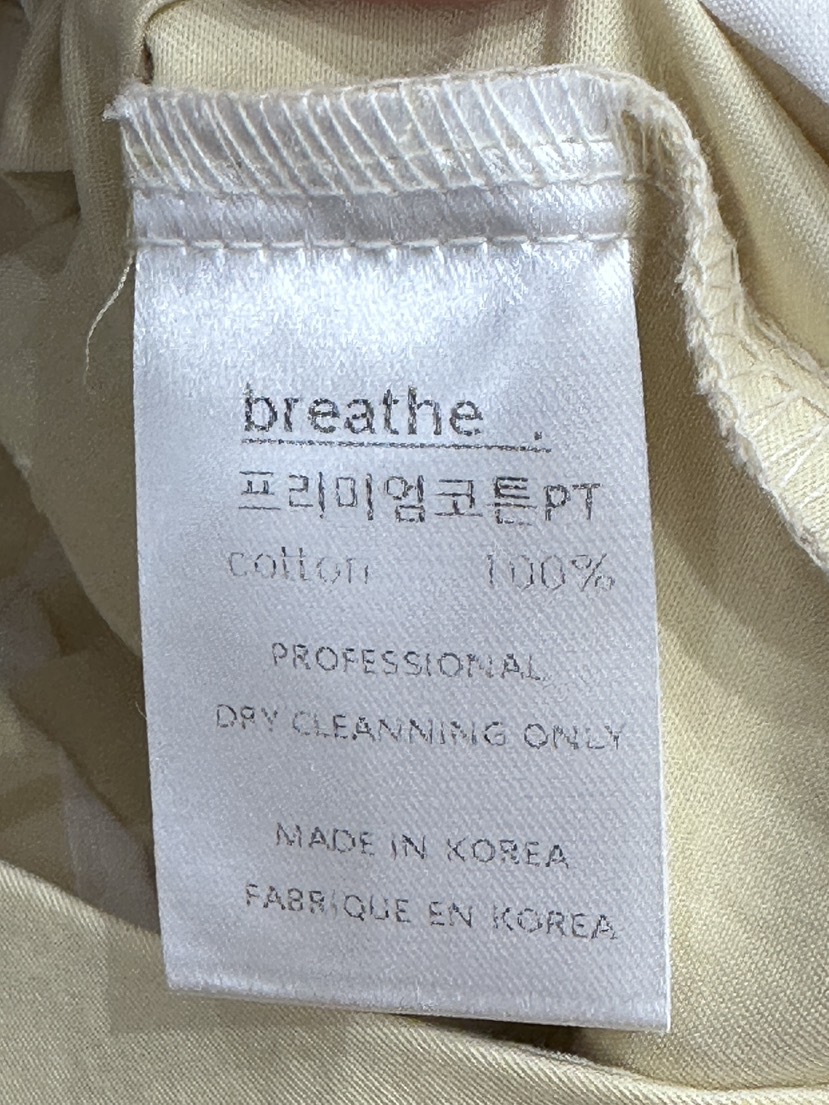 breathe .
프리미엄코튼PT
cotton 100%
PROFESSIONAL
DRY CLEANNING ONLY
MADE IN KOREA
FABRIQUE EN KOREA